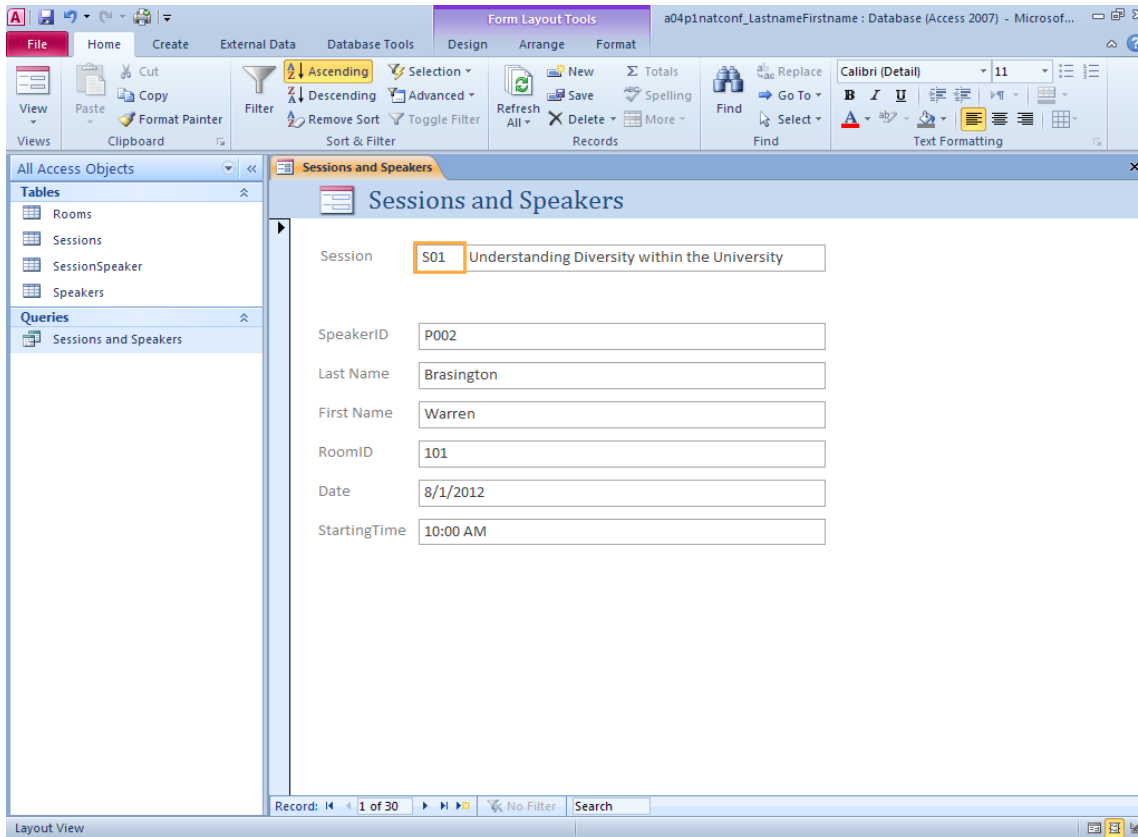 Form Layout Tools
a04p1natconf_LastnameFirstname : Database (Access 2007) - Microsof...
File Home Create External Data Database Tools Design Arrange Format
View
Paste
Cut
Copy
Format Painter
Filter
Ascending
Descending
Remove Sort
Selection
Advanced
Toggle Filter
Refresh
All
New
Save
Delete
Totals
Spelling
More
Find
Replace
Go To
Select
Calibri (Detail) 11
B I U
A
Views Clipboard Sort & Filter Records Find Text Formatting
All Access Objects
Tables
Rooms
Sessions
SessionSpeaker
Speakers
Queries
Sessions and Speakers
Sessions and Speakers
Sessions and Speakers
Session S01 Understanding Diversity within the University
SpeakerID P002
Last Name Brasington
First Name Warren
RoomID 101
Date 8/1/2012
StartingTime 10:00 AM
Record: 1 of 30 No Filter Search
Layout View